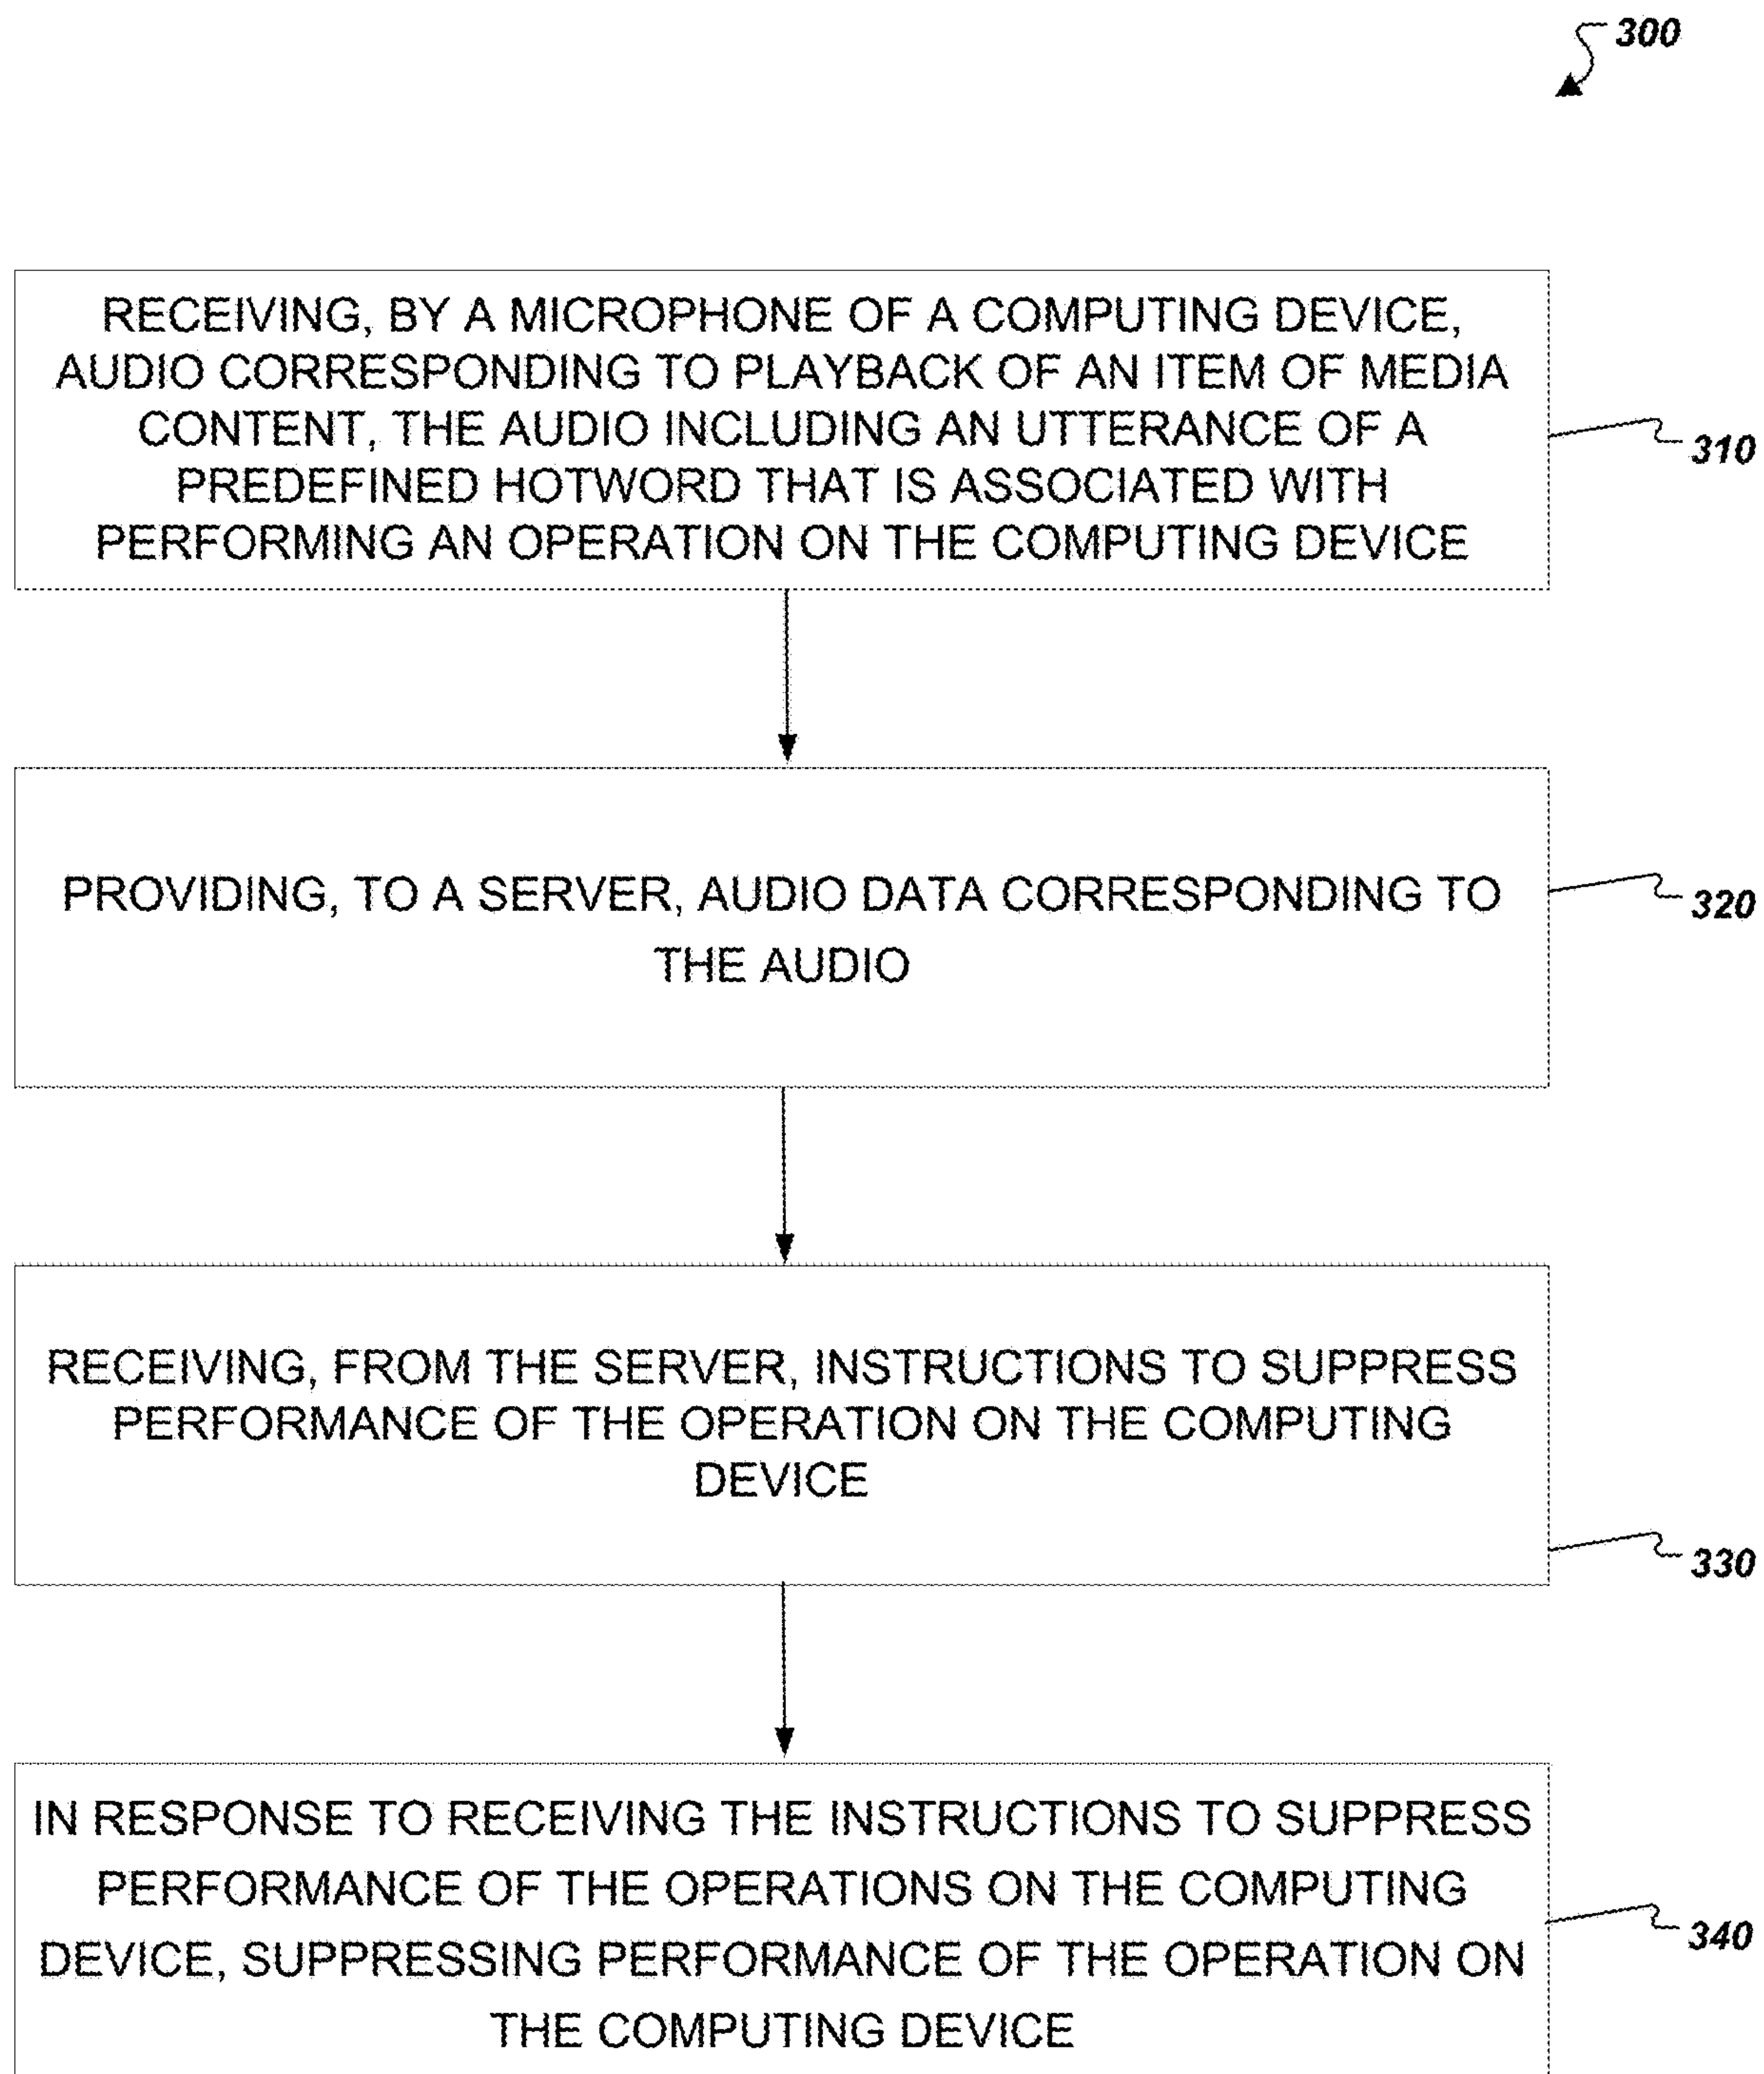 300
RECEIVING, BY A MICROPHONE OF A COMPUTING DEVICE,
AUDIO CORRESPONDING TO PLAYBACK OF AN ITEM OF MEDIA
CONTENT, THE AUDIO INCLUDING AN UTTERANCE OF A
PREDEFINED HOTWORD THAT IS ASSOCIATED WITH
PERFORMING AN OPERATION ON THE COMPUTING DEVICE
310
PROVIDING, TO A SERVER, AUDIO DATA CORRESPONDING TO
THE AUDIO
320
RECEIVING, FROM THE SERVER, INSTRUCTIONS TO SUPPRESS
PERFORMANCE OF THE OPERATION ON THE COMPUTING
DEVICE
330
IN RESPONSE TO RECEIVING THE INSTRUCTIONS TO SUPPRESS
PERFORMANCE OF THE OPERATIONS ON THE COMPUTING
DEVICE, SUPPRESSING PERFORMANCE OF THE OPERATION ON
THE COMPUTING DEVICE
340